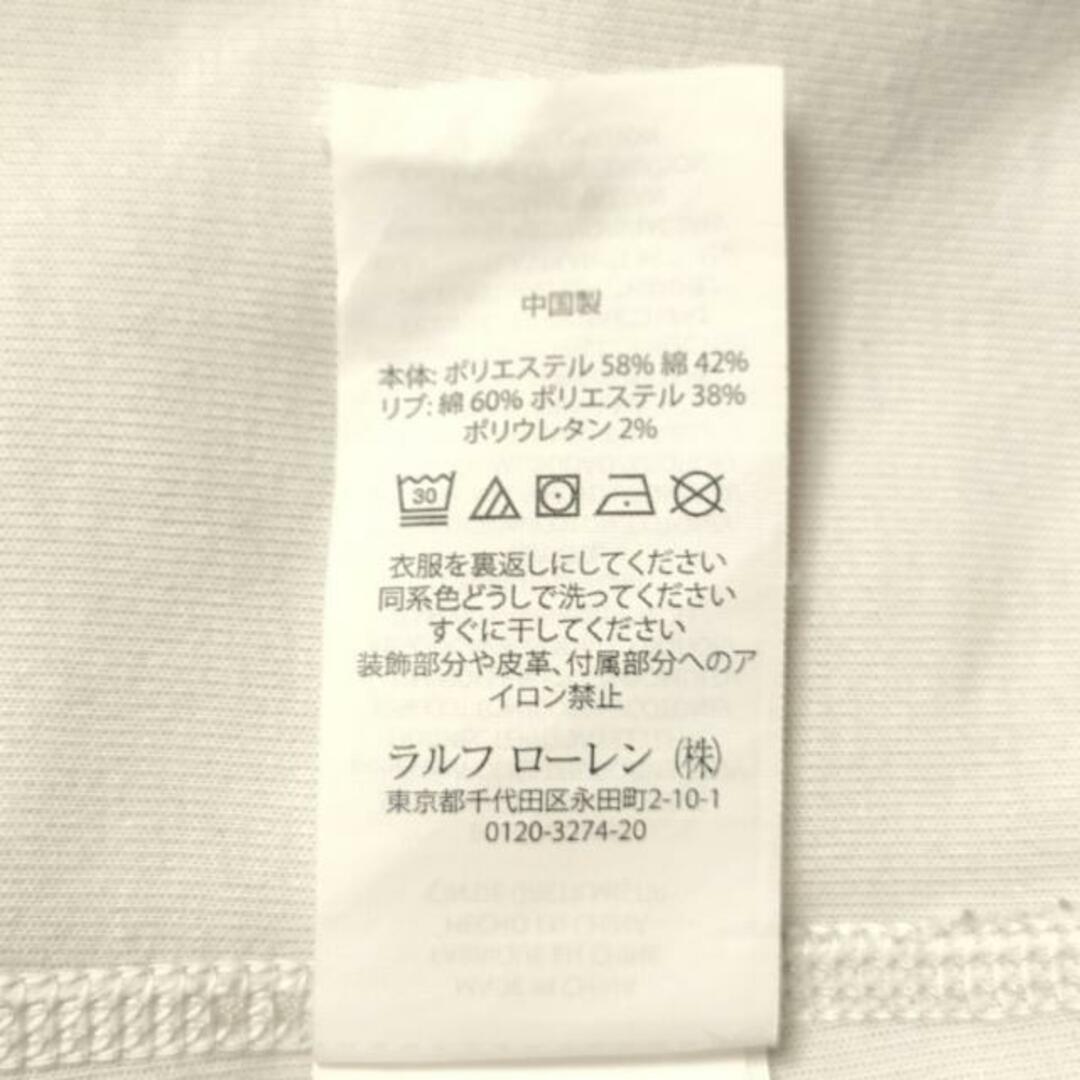 中国製
本体: ポリエステル 58% 綿 42%
リブ: 綿 60% ポリエステル 38%
ポリウレタン 2%
30
衣服を裏返しにしてください
同系色どうしで洗ってください
すぐに干してください
装飾部分や皮革、付属部分へのア
イロン禁止
ラルフ ローレン ㈱
東京都千代田区永田町2-10-1
0120-3274-20